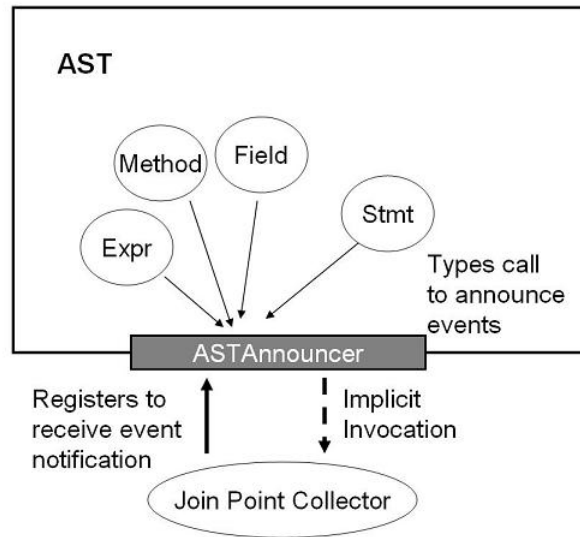 AST
Method
Field
Expr
Stmt
Types call
to announce
events
ASTAnnouncer
Registers to
receive event
notification
Implicit
Invocation
Join Point Collector